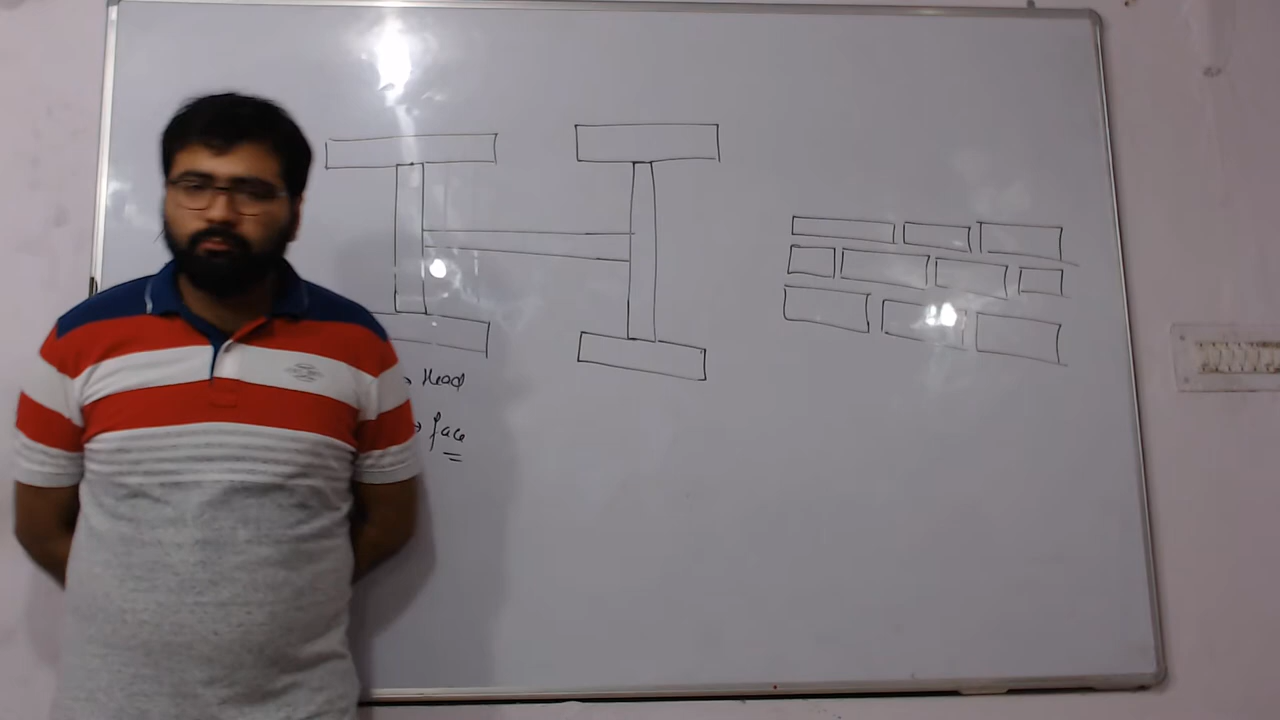 → Head
→ face